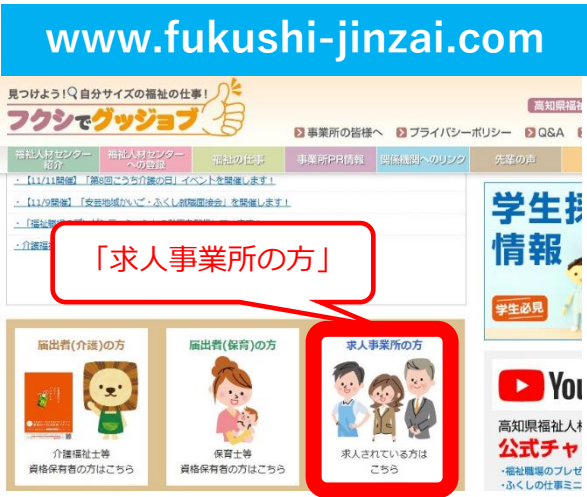 www.fukushi-jinzai.com
見つけよう！自分サイズの福祉の仕事！
フクシでグッジョブ
高知県福祉
事業所の皆様へ プライバシーポリシー Q&A
福祉人材センター紹介 福祉人材センターへの登録 福祉の仕事 事業所PR情報 関係機関へのリンク 先輩の声
・【11/11開催】「第8回こうち介護の日」イベントを開催します！
・【11/9開催】「安芸地域かいご・ふくし就職面接会」を開催します！
「求人事業所の方」
学生採
情報
学生必見
届出者(介護)の方
届出者(保育)の方
求人事業所の方
介護福祉士等
資格保有者の方はこちら
保育士等
資格保有者の方はこちら
求人されている方は
こちら
You
高知県福祉人材
公式チャ
・福祉職場のプレゼ
・ふくしの仕事ミニ